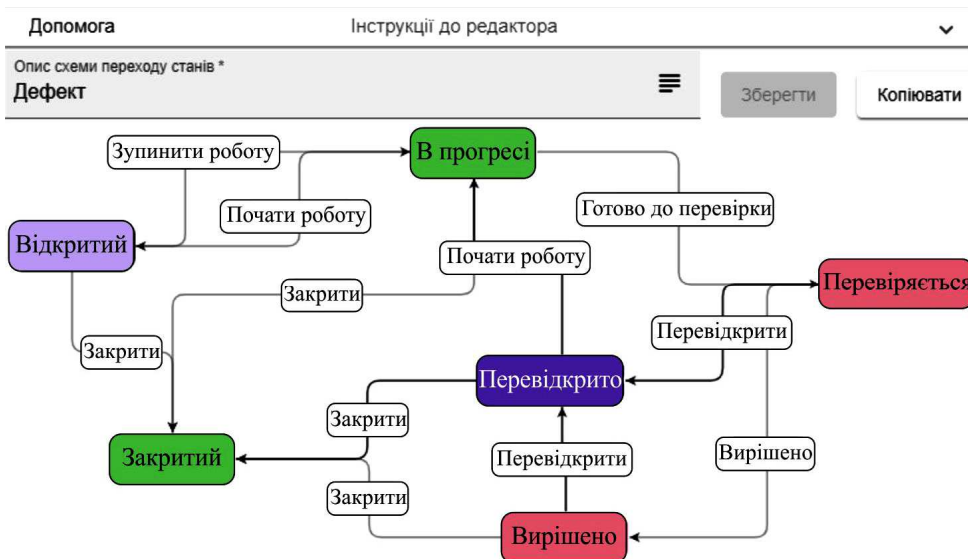 Допомога
Інструкції до редактора
Опис схеми переходу станів *
Дефект
Зберегти
Копіювати
Зупинити роботу
В прогресі
Почати роботу
Готово до перевірки
Відкритий
Почати роботу
Закрити
Перевіряється
Перевідкрити
Закрити
Перевідкрито
Закрити
Закритий
Перевідкрити
Вирішено
Закрити
Вирішено